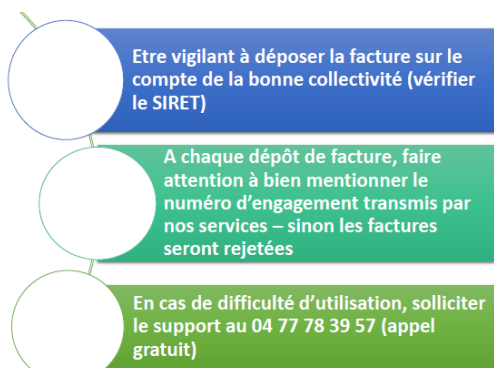 Etre vigilant à déposer la facture sur le
compte de la bonne collectivité (vérifier
le SIRET)
A chaque dépôt de facture, faire
attention à bien mentionner le
numéro d’engagement transmis par
nos services – sinon les factures
seront rejetées
En cas de difficulté d’utilisation, solliciter
le support au 04 77 78 39 57 (appel
gratuit)